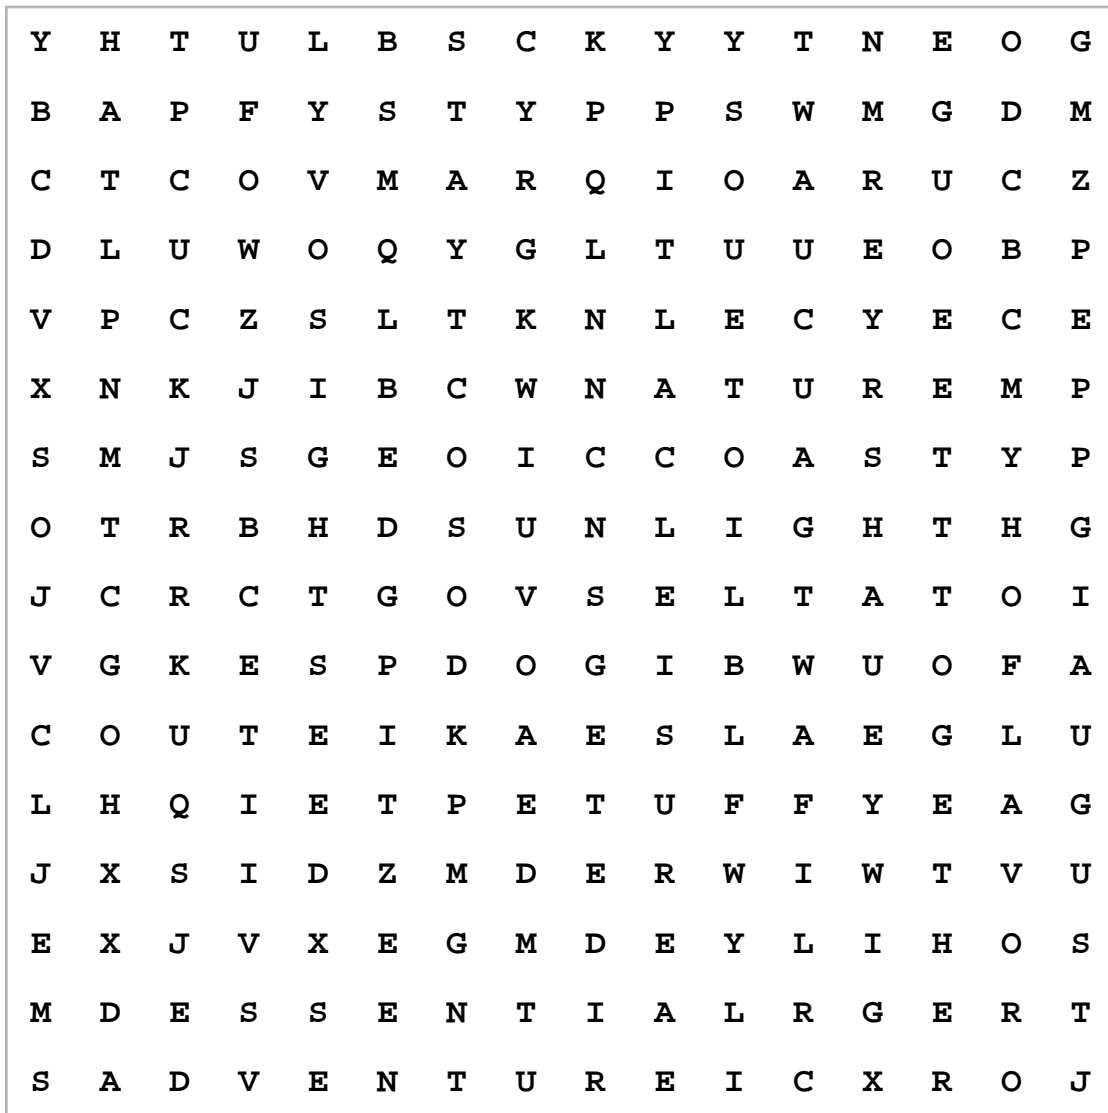 Y H T U L B S C K Y Y T N E O G
B A P F Y S T Y P P S W M G D M
C T C O V M A R Q I O A R U C Z
D L U W O Q Y G L T U U E O B P
V P C Z S L T K N L E C Y E C E
X N K J I B C W N A T U R E M P
S M J S G E O I C C O A S T Y P
O T R B H D S U N L I G H T H G
J C R C T G O V S E L T A T O I
V G K E S P D O G I B W U O F A
C O U T E I K A E S L A E G L U
L H Q I E T P E T U F F Y E A G
J X S I D Z M D E R W I W T V U
E X J V X E G M D E Y L I H O S
M D E S S E N T I A L R G E R T
S A D V E N T U R E I C X R O J